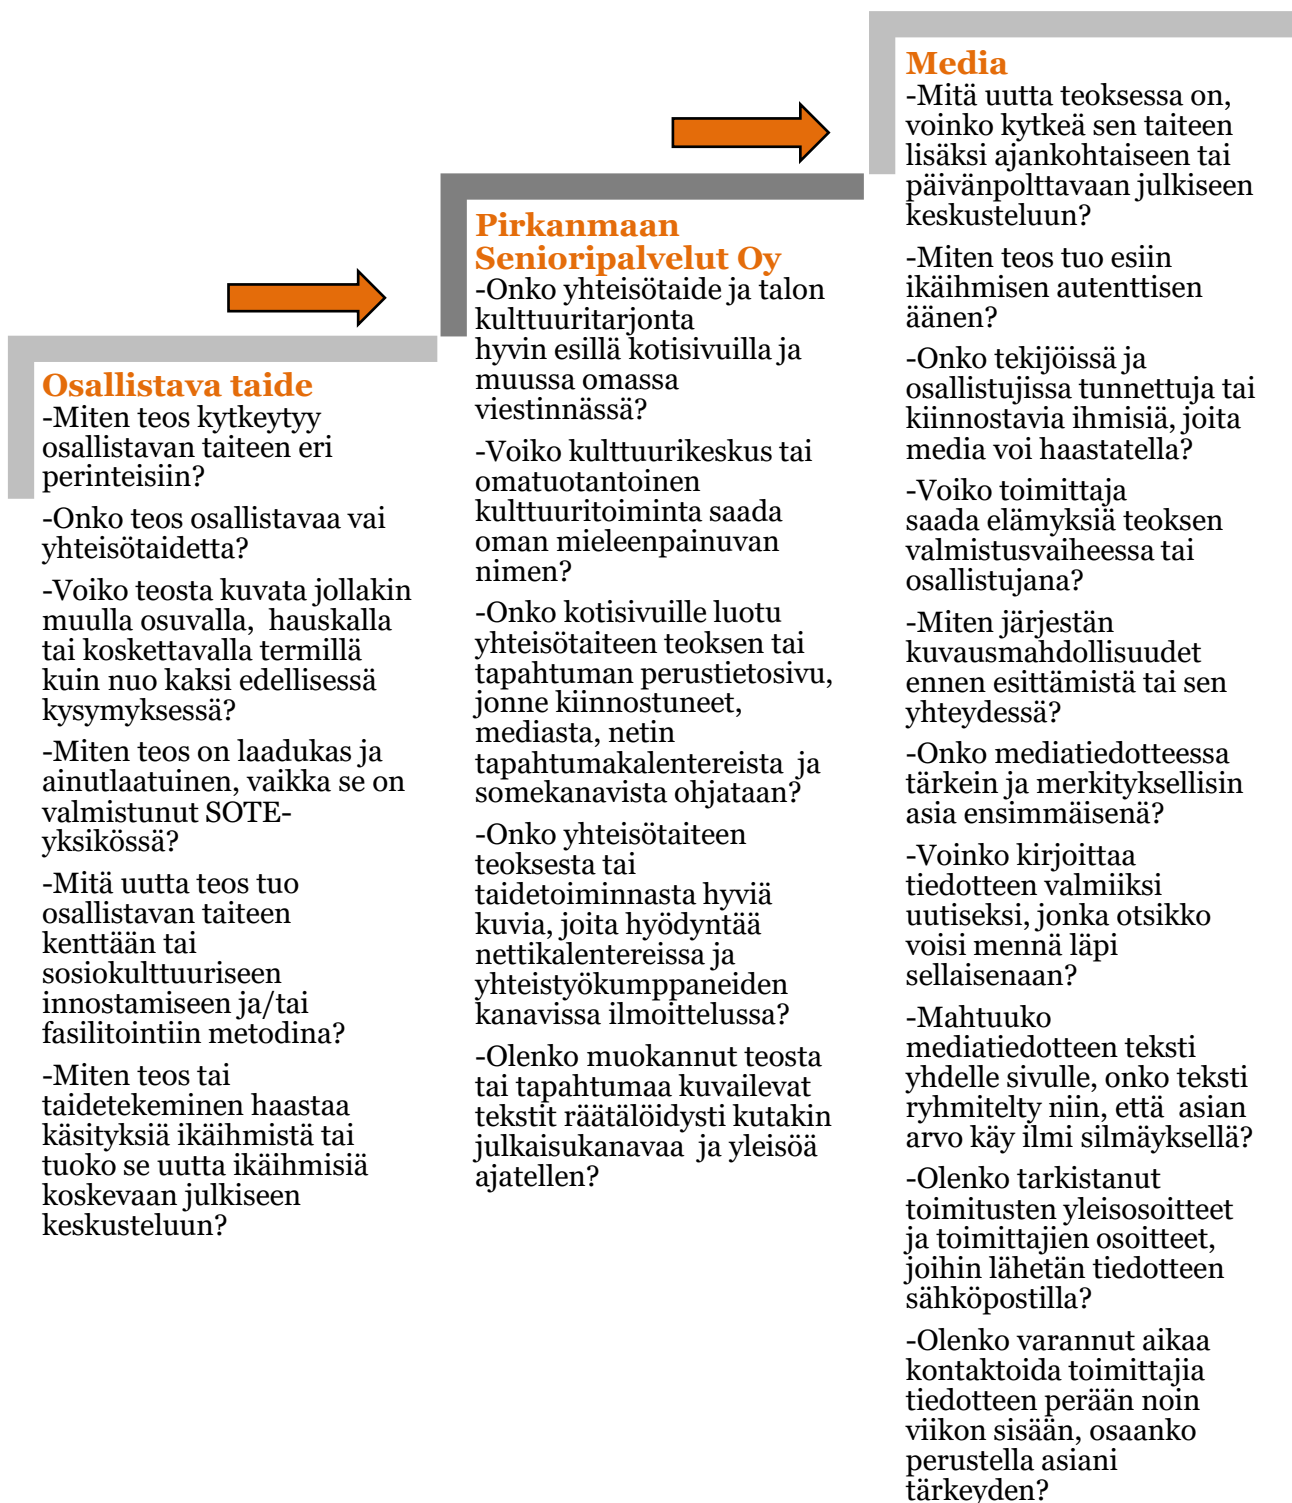 Osallistava taide
-Miten teos kytkeytyy
osallistavan taiteen eri
perinteisiin?
-Onko teos osallistavaa vai
yhteisötaidetta?
-Voiko teosta kuvata jollakin
muulla osuvalla, hauskalla
tai koskettavalla termillä
kuin nuo kaksi edellisessä
kysymyksessä?
-Miten teos on laadukas ja
ainutlaatuinen, vaikka se on
valmistunut SOTE-
yksikössä?
-Mitä uutta teos tuo
osallistavan taiteen
kenttään tai
sosiokulttuuriseen
innostamiseen ja/tai
fasilitointiin metodina?
-Miten teos tai
taidetekeminen haastaa
käsityksiä ikäihmistä tai
tuoko se uutta ikäihmisiä
koskevaan julkiseen
keskusteluun?
Pirkanmaan
Senioripalvelut Oy
-Onko yhteisötaide ja talon
kulttuuritarjonta
hyvin esillä kotisivuilla ja
muussa omassa
viestinnässä?
-Voiko kulttuurikeskus tai
omatuotantoinen
kulttuuritoiminta saada
oman mieleenpainuvan
nimen?
-Onko kotisivuille luotu
yhteisötaiteen teoksen tai
tapahtuman perustietosivu,
jonne kiinnostuneet,
mediasta, netin
tapahtumakalentereista ja
somekanavista ohjataan?
-Onko yhteisötaiteen
teoksesta tai
taidetoiminnasta hyviä
kuvia, joita hyödyntää
nettikalentereissa ja
yhteistyökumppaneiden
kanavissa ilmoittelussa?
-Olenko muokannut teosta
tai tapahtumaa kuvailevat
tekstit räätälöidysti kutakin
julkaisukanavaa ja yleisöä
ajatellen?
Media
-Mitä uutta teoksessa on,
voinko kytkeä sen taiteen
lisäksi ajankohtaiseen tai
päivänpolttavaan julkiseen
keskusteluun?
-Miten teos tuo esiin
ikäihmisen autenttisen
äänen?
-Onko tekijöissä ja
osallistujissa tunnettuja tai
kiinnostavia ihmisiä, joita
media voi haastatella?
-Voiko toimittaja
saada elämyksiä teoksen
valmistusvaiheessa tai
osallistujana?
-Miten järjestän
kuvausmahdollisuudet
ennen esittämistä tai sen
yhteydessä?
-Onko mediatiedotteessa
tärkein ja merkityksellisin
asia ensimmäisenä?
-Voinko kirjoittaa
tiedotteen valmiiksi
uutiseksi, jonka otsikko
voisi mennä läpi
sellaisenaan?
-Mahtuuko
mediatiedotteen teksti
yhdelle sivulle, onko teksti
ryhmitelty niin, että asian
arvo käy ilmi silmäyksellä?
-Olenko tarkistanut
toimitusten yleisosoitteet
ja toimittajien osoitteet,
joihin lähetän tiedotteen
sähköpostilla?
-Olenko varannut aikaa
kontaktoida toimittajia
tiedotteen perään noin
viikon sisään, osaanko
perustella asiani
tärkeyden?